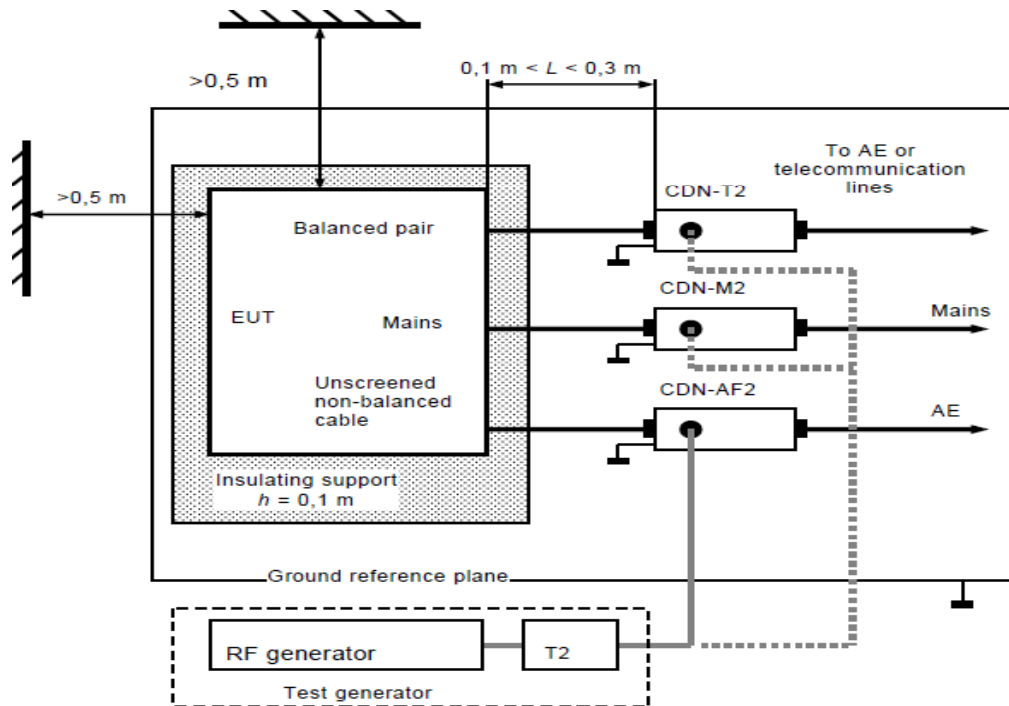 >0,5 m
0,1 m < L < 0,3 m
>0,5 m
To AE or
telecommunication
lines
CDN-T2
Balanced pair
CDN-M2
EUT
Mains
Mains
Unscreened
non-balanced
cable
CDN-AF2
AE
Insulating support
h = 0,1 m
Ground reference plane
RF generator
T2
Test generator